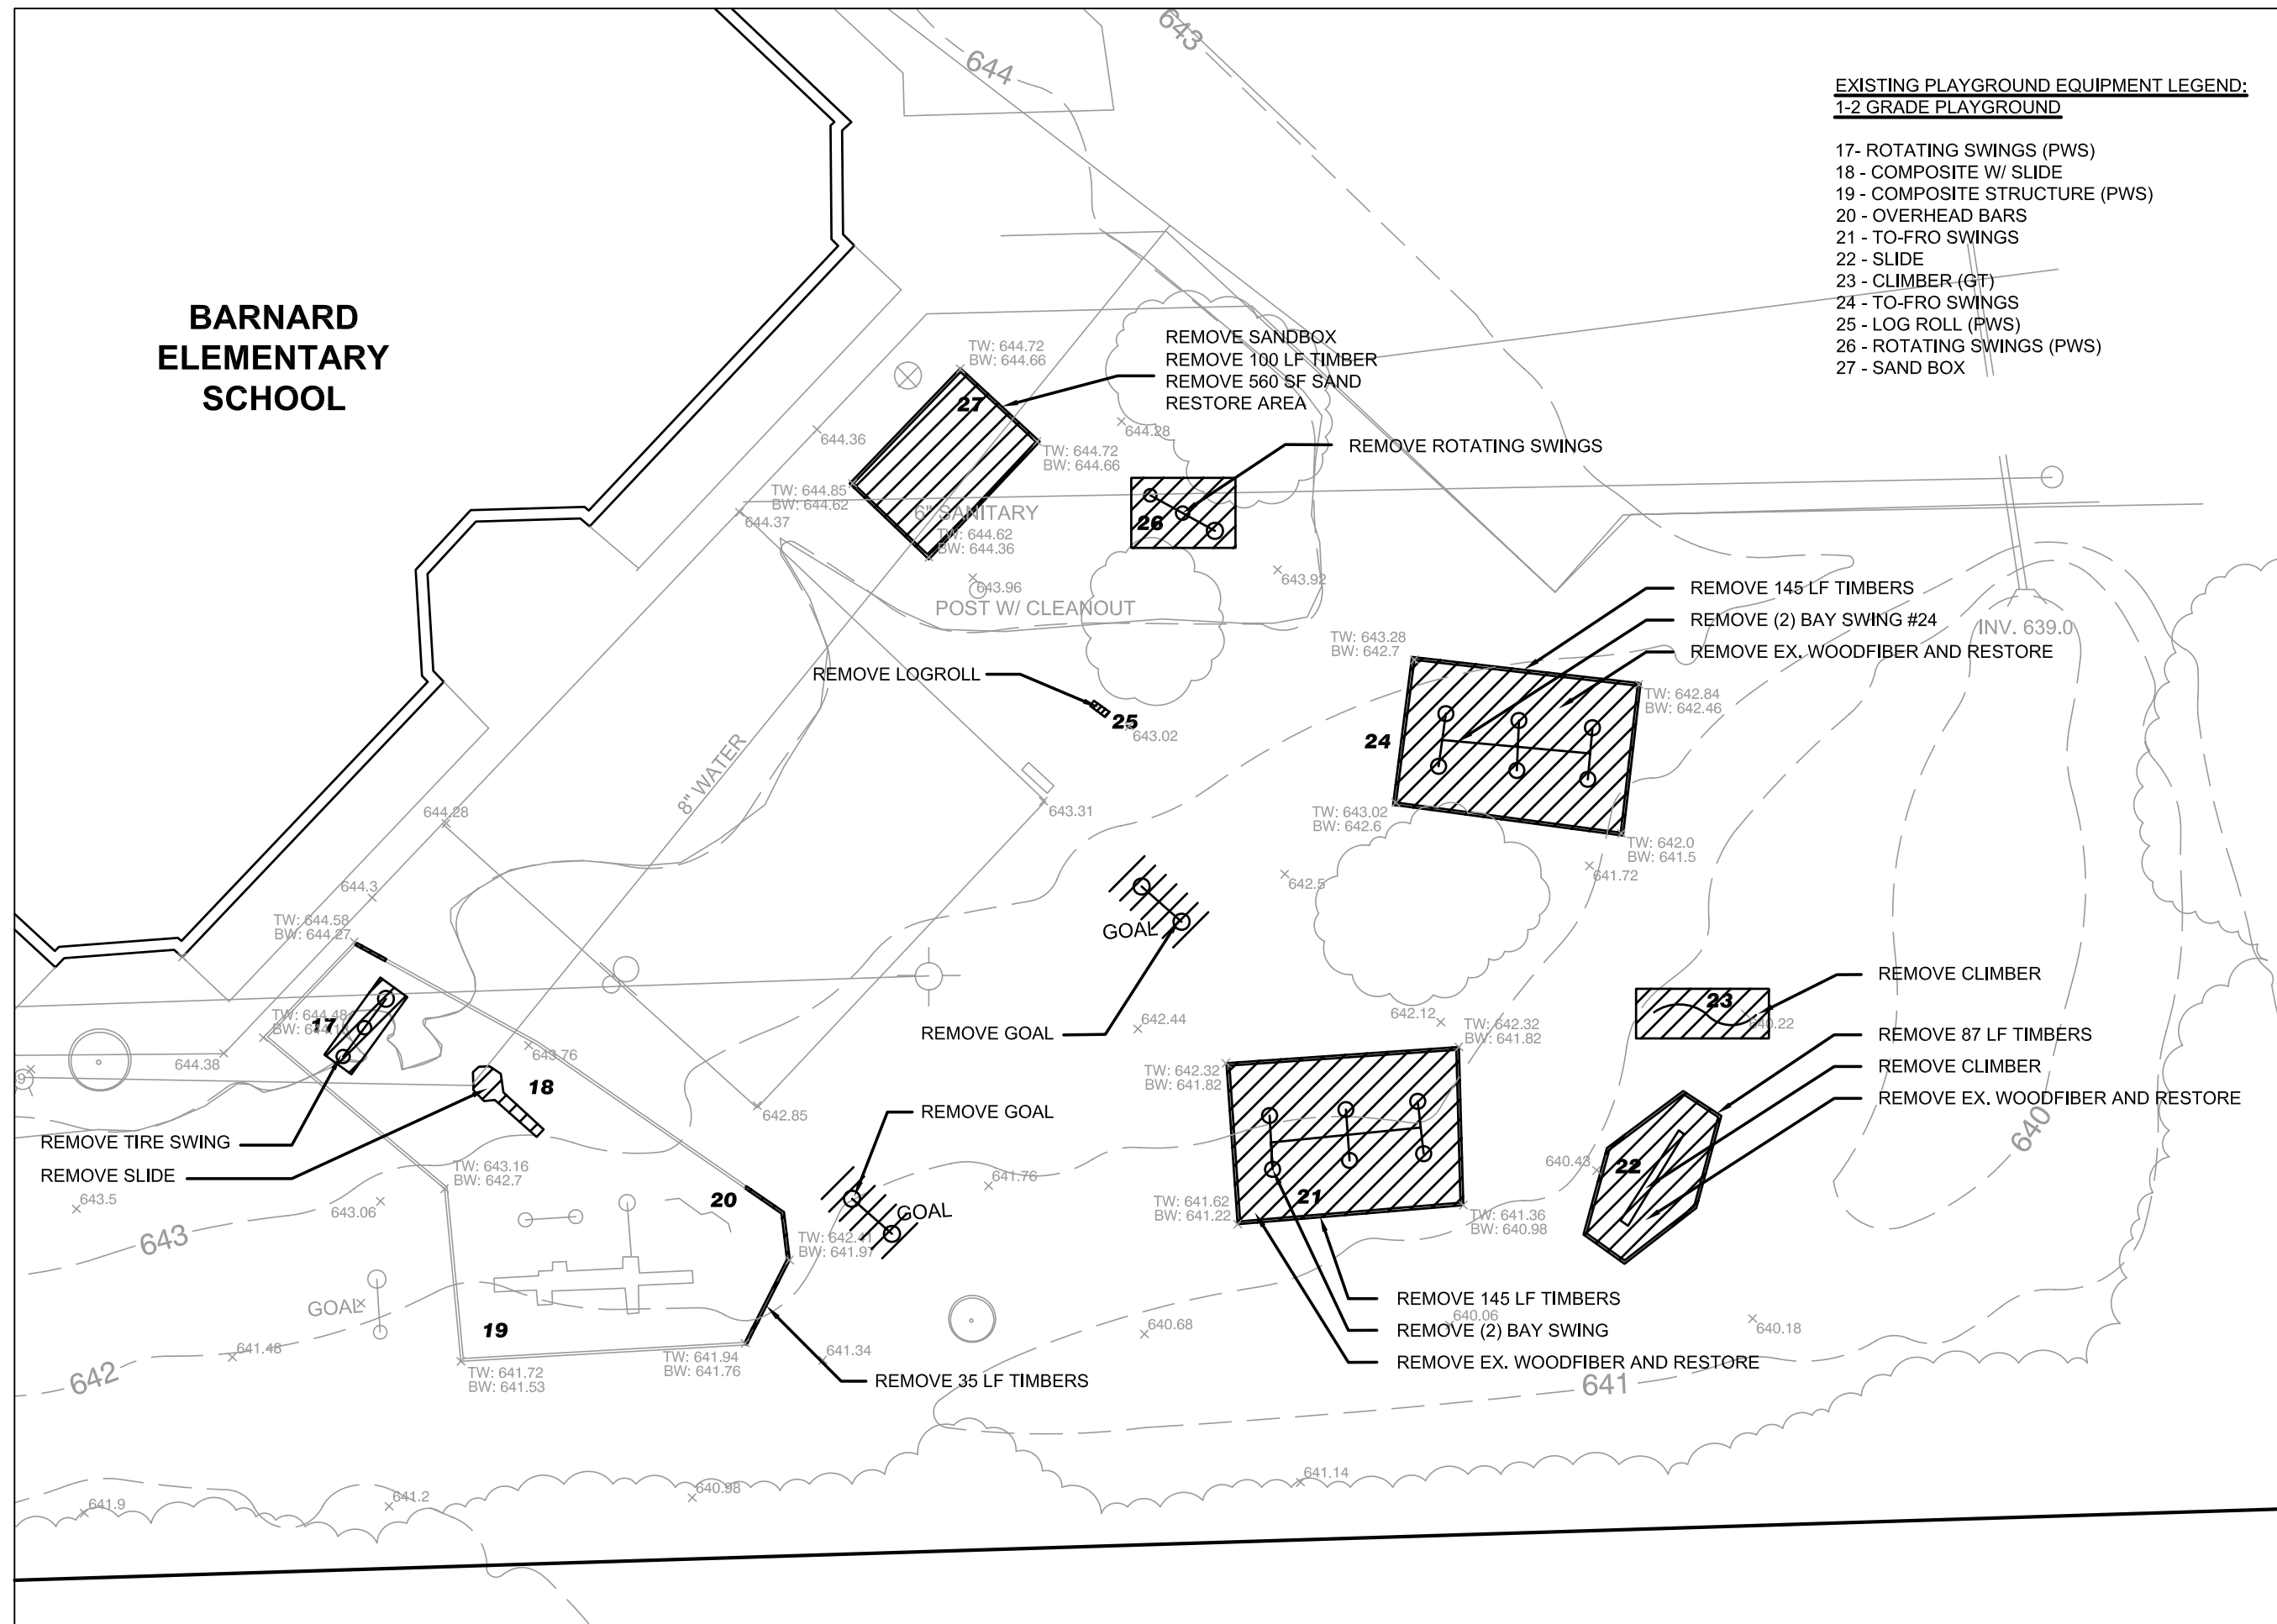 643
644
EXISTING PLAYGROUND EQUIPMENT LEGEND:
1-2 GRADE PLAYGROUND
17- ROTATING SWINGS (PWS)
18 - COMPOSITE W/ SLIDE
19 - COMPOSITE STRUCTURE (PWS)
20 - OVERHEAD BARS
21 - TO-FRO SWINGS
22 - SLIDE
23 - CLIMBER (GT)
24 - TO-FRO SWINGS
25 - LOG ROLL (PWS)
26 - ROTATING SWINGS (PWS)
27 - SAND BOX
BARNARD
ELEMENTARY
SCHOOL
REMOVE SANDBOX
REMOVE 100 LF TIMBER
REMOVE 560 SF SAND
RESTORE AREA
TW: 644.72
BW: 644.66
27
644.36
644.28
TW: 644.72
BW: 644.66
REMOVE ROTATING SWINGS
TW: 644.85
BW: 644.62
644.37
6" SANITARY
26
TW: 644.62
BW: 644.36
643.96
643.92
POST W/ CLEANOUT
REMOVE 145 LF TIMBERS
REMOVE (2) BAY SWING #24
REMOVE EX. WOODFIBER AND RESTORE
INV. 639.0
TW: 643.28
BW: 642.7
REMOVE LOGROLL
25
643.02
TW: 642.84
BW: 642.46
24
8" WATER
643.31
644.28
TW: 643.02
BW: 642.6
TW: 642.0
BW: 641.5
641.72
642.5
644.3
TW: 644.58
BW: 644.27
GOAL
REMOVE CLIMBER
23
640.22
TW: 644.48
17
644.38
643.76
REMOVE GOAL
642.44
642.12
TW: 642.32
BW: 641.82
REMOVE 87 LF TIMBERS
REMOVE CLIMBER
REMOVE EX. WOODFIBER AND RESTORE
TW: 642.32
BW: 641.82
18
642.85
REMOVE GOAL
640
REMOVE TIRE SWING
REMOVE SLIDE
TW: 643.16
BW: 642.7
641.76
640.43
22
643.5
643.06
20
GOAL
TW: 641.62
BW: 641.22
21
TW: 641.36
BW: 640.98
643
TW: 642.41
BW: 641.97
GOAL
19
REMOVE 145 LF TIMBERS
REMOVE (2) BAY SWING
REMOVE EX. WOODFIBER AND RESTORE
640.06
640.18
640.68
641.48
641.34
TW: 641.72
BW: 641.53
TW: 641.94
BW: 641.76
REMOVE 35 LF TIMBERS
642
641
641.9
641.2
640.98
641.14